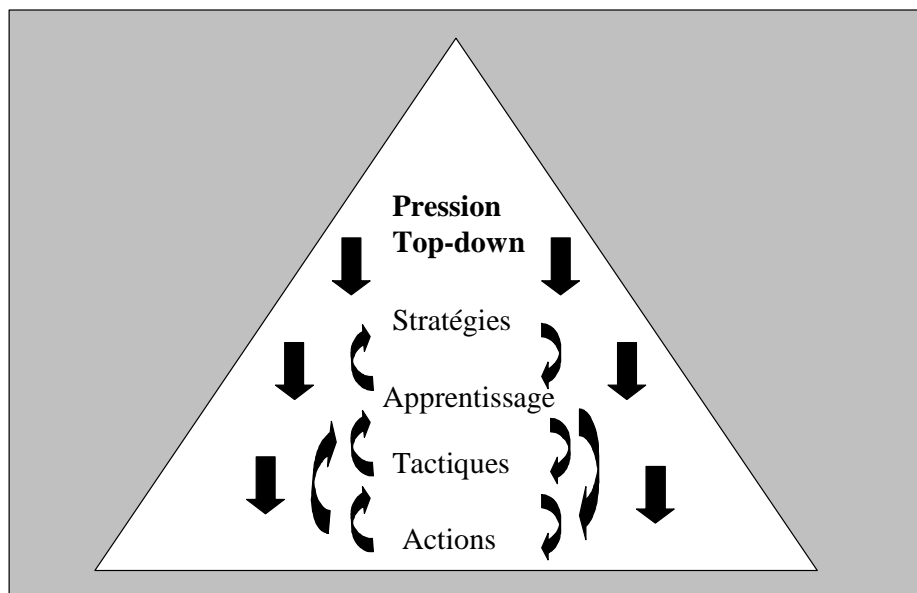 Pression
Top-down
Stratégies
Apprentissage
Tactiques
Actions